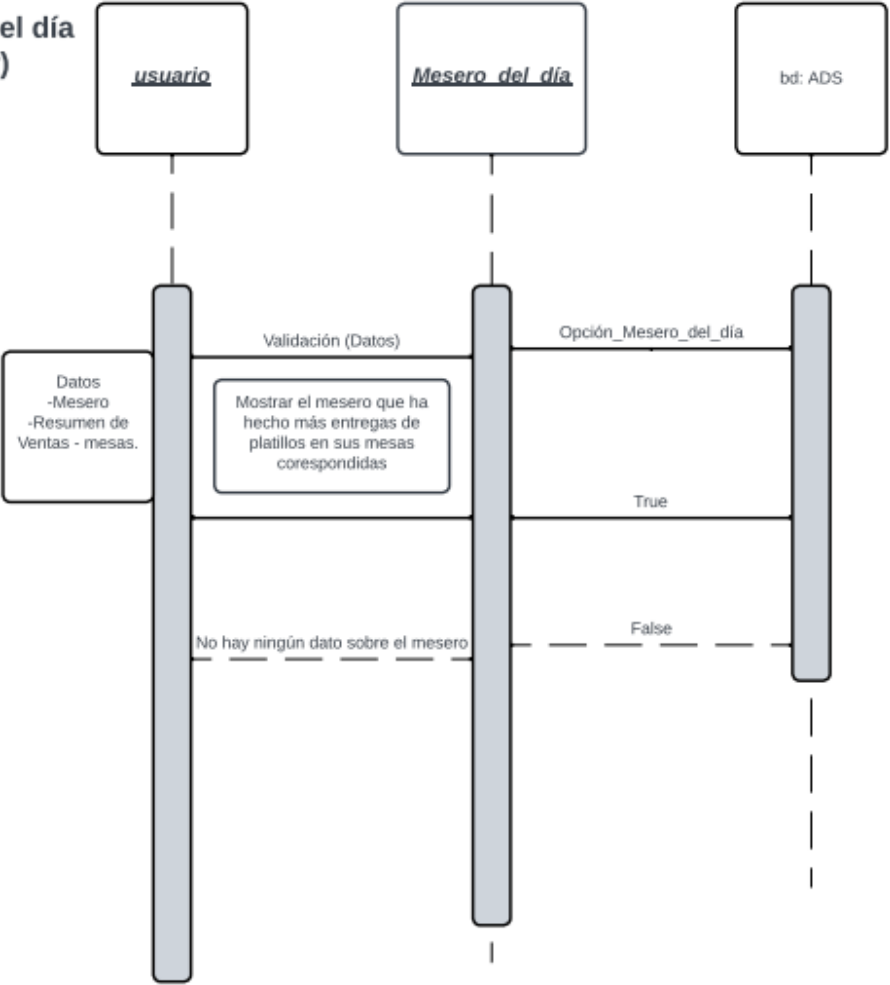 el día
)
usuario
Mesero_del_día
bd: ADS
Validación (Datos)
Opción_Mesero_del_día
Datos
-Mesero
-Resumen de
Ventas - mesas.
Mostrar el mesero que ha
hecho más entregas de
platillos en sus mesas
corespondidas
True
No hay ningún dato sobre el mesero
False